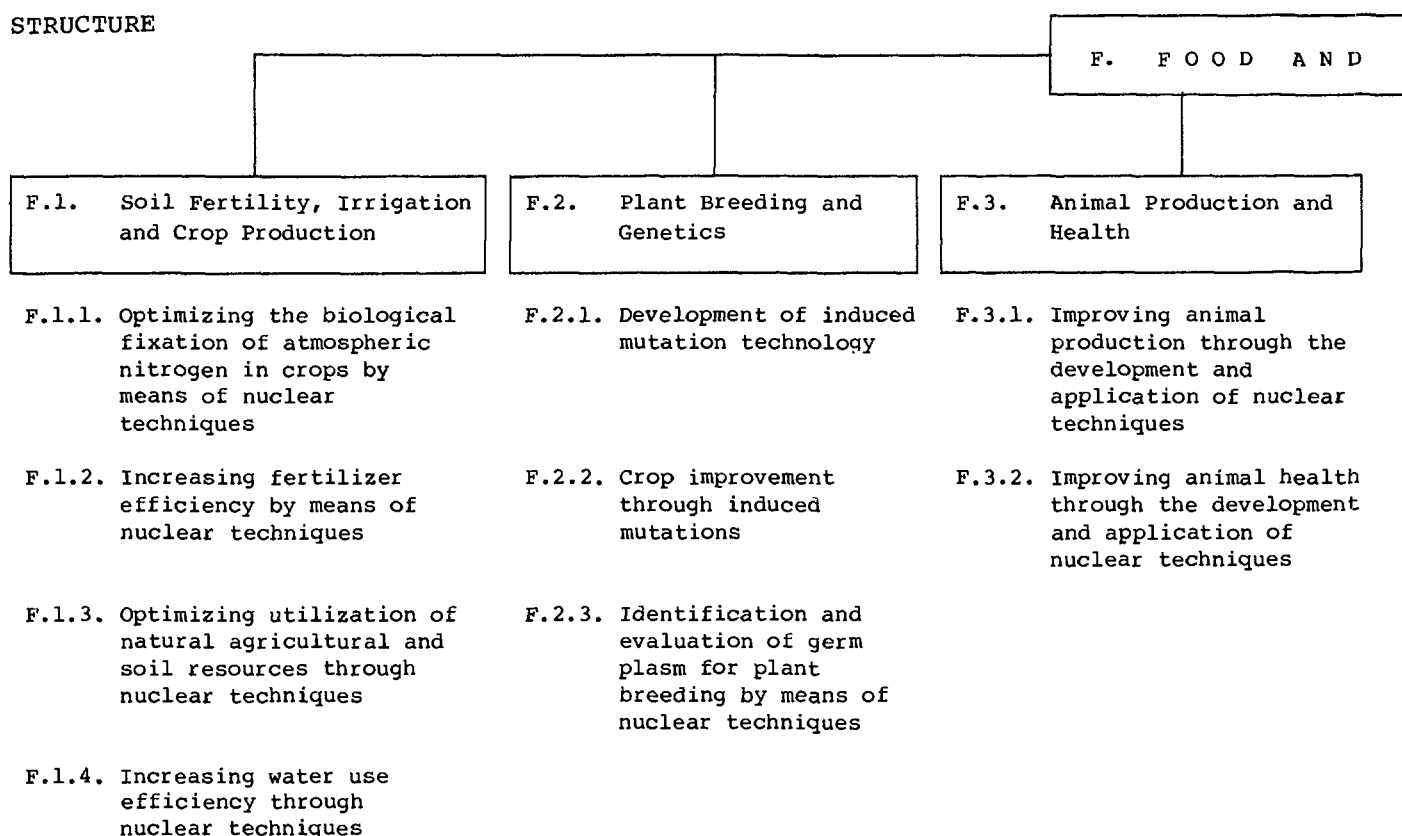 STRUCTURE
F. F O O D A N D
F.1. Soil Fertility, Irrigation
and Crop Production
F.2. Plant Breeding and
Genetics
F.3. Animal Production and
Health
F.1.1. Optimizing the biological
fixation of atmospheric
nitrogen in crops by
means of nuclear
techniques
F.1.2. Increasing fertilizer
efficiency by means of
nuclear techniques
F.1.3. Optimizing utilization of
natural agricultural and
soil resources through
nuclear techniques
F.1.4. Increasing water use
efficiency through
nuclear techniques
F.2.1. Development of induced
mutation technology
F.2.2. Crop improvement
through induced
mutations
F.2.3. Identification and
evaluation of germ
plasm for plant
breeding by means of
nuclear techniques
F.3.1. Improving animal
production through the
development and
application of nuclear
techniques
F.3.2. Improving animal health
through the development
and application of
nuclear techniques